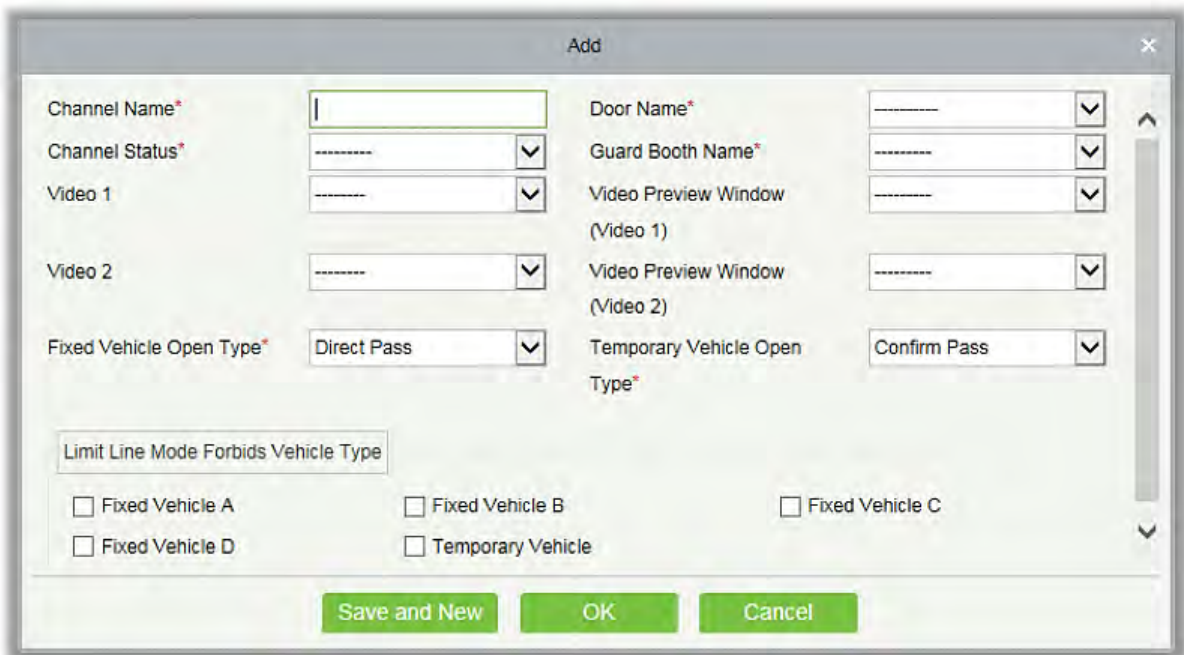 Add
Channel Name* Door Name* ----------
Channel Status* --------- Guard Booth Name* ---------
Video 1 -------- Video Preview Window ---------
(Video 1)
Video 2 -------- Video Preview Window ---------
(Video 2)
Fixed Vehicle Open Type* Direct Pass Temporary Vehicle Open Confirm Pass
Type*
Limit Line Mode Forbids Vehicle Type
Fixed Vehicle A Fixed Vehicle B Fixed Vehicle C
Fixed Vehicle D Temporary Vehicle
Save and New OK Cancel